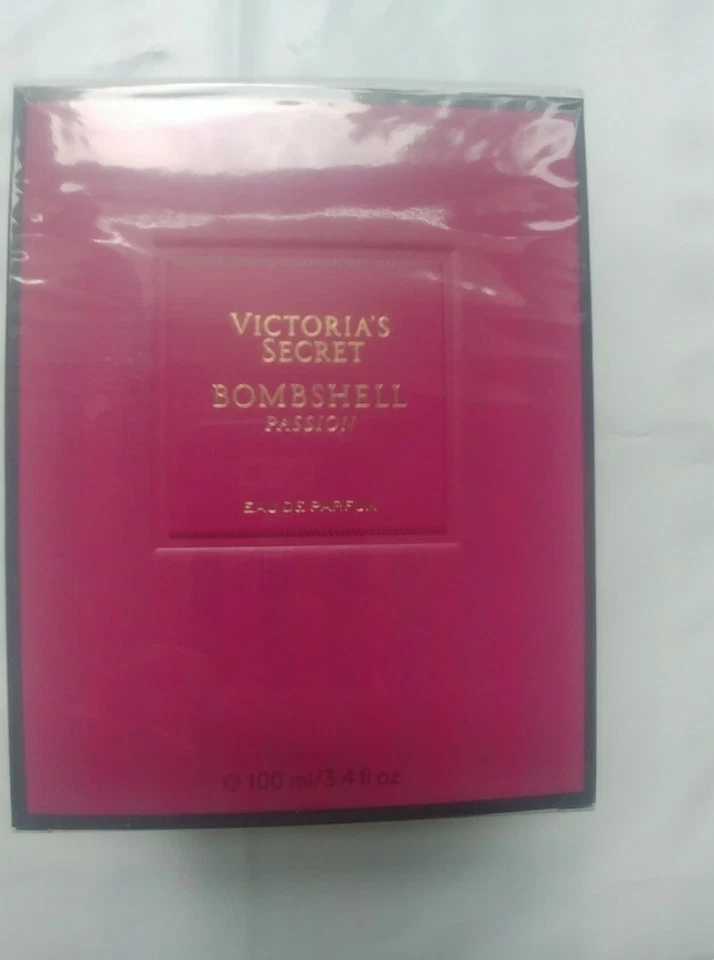 VICTORIA'S
SECRET
BOMBSHELL
PASSION
EAU DE PARFUM
℮ 100 ml/3.4 fl oz